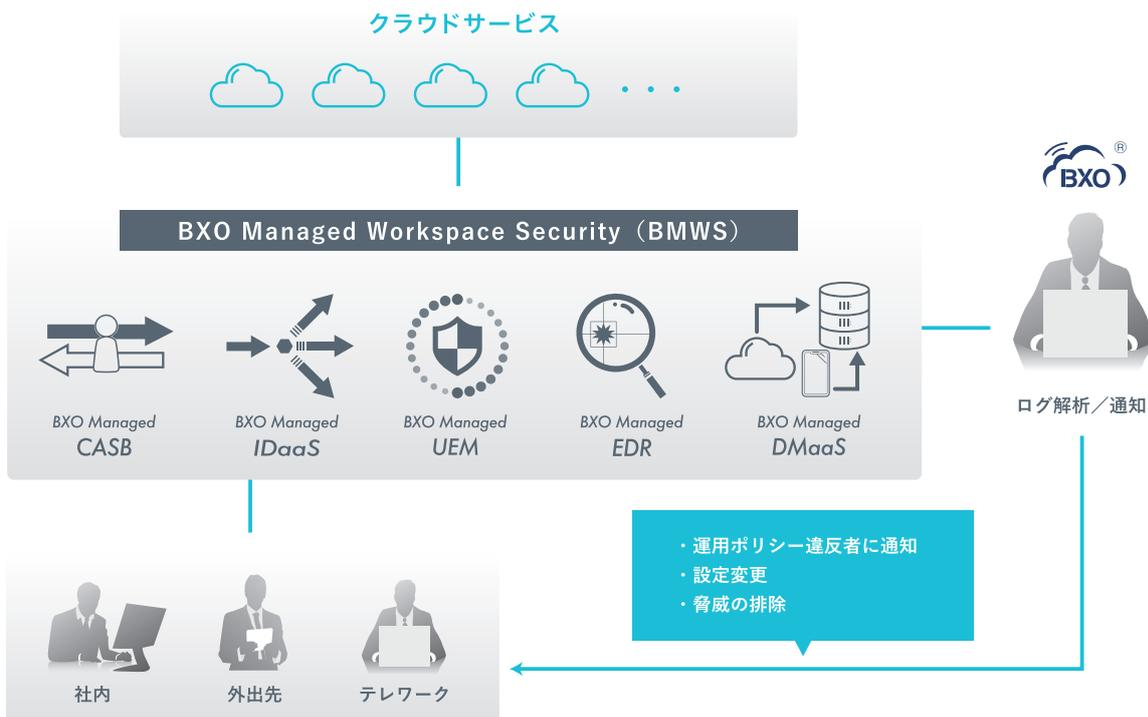 クラウドサービス
・・・
BXO
®
BXO Managed Workspace Security（BMWS）
BXO Managed
CASB
BXO Managed
IDaaS
BXO Managed
UEM
BXO Managed
EDR
BXO Managed
DMaaS
ログ解析／通知
・運用ポリシー違反者に通知
・設定変更
・脅威の排除
社内
外出先
テレワーク